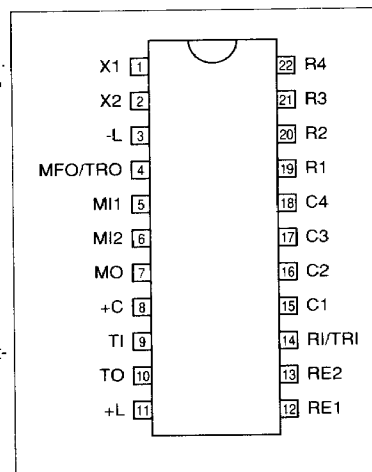 X1 1 22 R4
X2 2 21 R3
-L 3 20 R2
MFO/TRO 4 19 R1
MI1 5 18 C4
MI2 6 17 C3
MO 7 16 C2
+C 8 15 C1
TI 9 14 RI/TRI
TO 10 13 RE2
+L 11 12 RE1